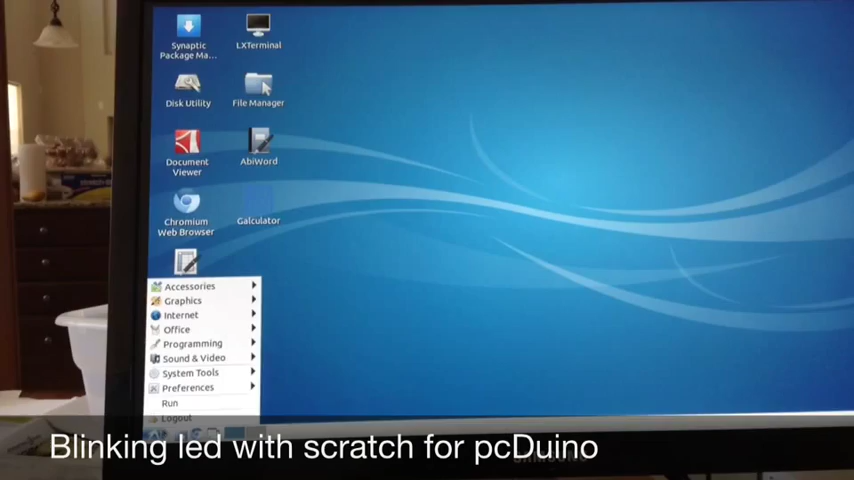 Synaptic
Package Ma...
LXTerminal
Disk Utility
File Manager
Document
Viewer
AbiWord
Chromium
Web Browser
Galculator
Accessories
Graphics
Internet
Office
Programming
Sound & Video
System Tools
Preferences
Run
Logout
Blinking led with scratch for pcDuino